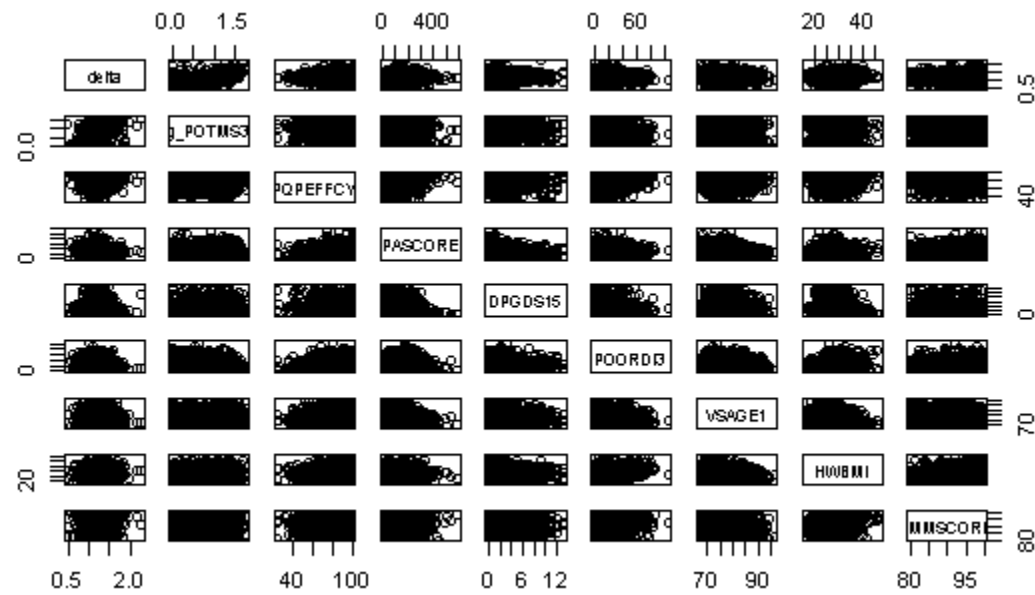 0.0 1.5 0 400 0 60 20 40
delta 0.5
0.0 g_POTMS3
PQPEFFCY 40
0 PASCORE
DPGDS15 0
0 POORDI3
VSAGE1 70
20 HWBMI
MMSCOR 80
0.5 2.0 40 100 0 6 12 70 90 80 95